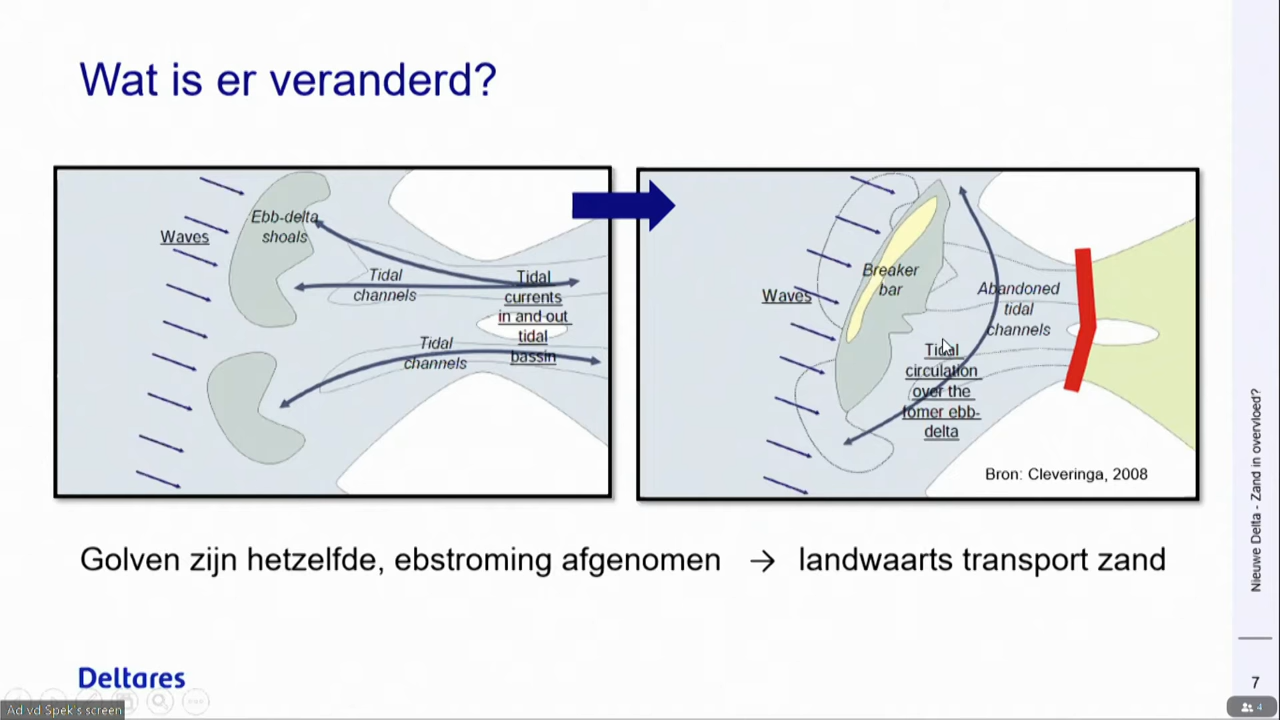 Wat is er veranderd?
Waves
Ebb-delta
shoals
Tidal
channels
Tidal
channels
Tidal
currents
in and out
tidal
bassin
Waves
Breaker
bar
Abandoned
tidal
channels
Tidal
circulation
over the
fomer ebb-
delta
Bron: Cleveringa, 2008
Golven zijn hetzelfde, ebstroming afgenomen → landwaarts transport zand
Nieuwe Delta - Zand in overvloed?
7
Deltares
Ad vd Spek's screen
4